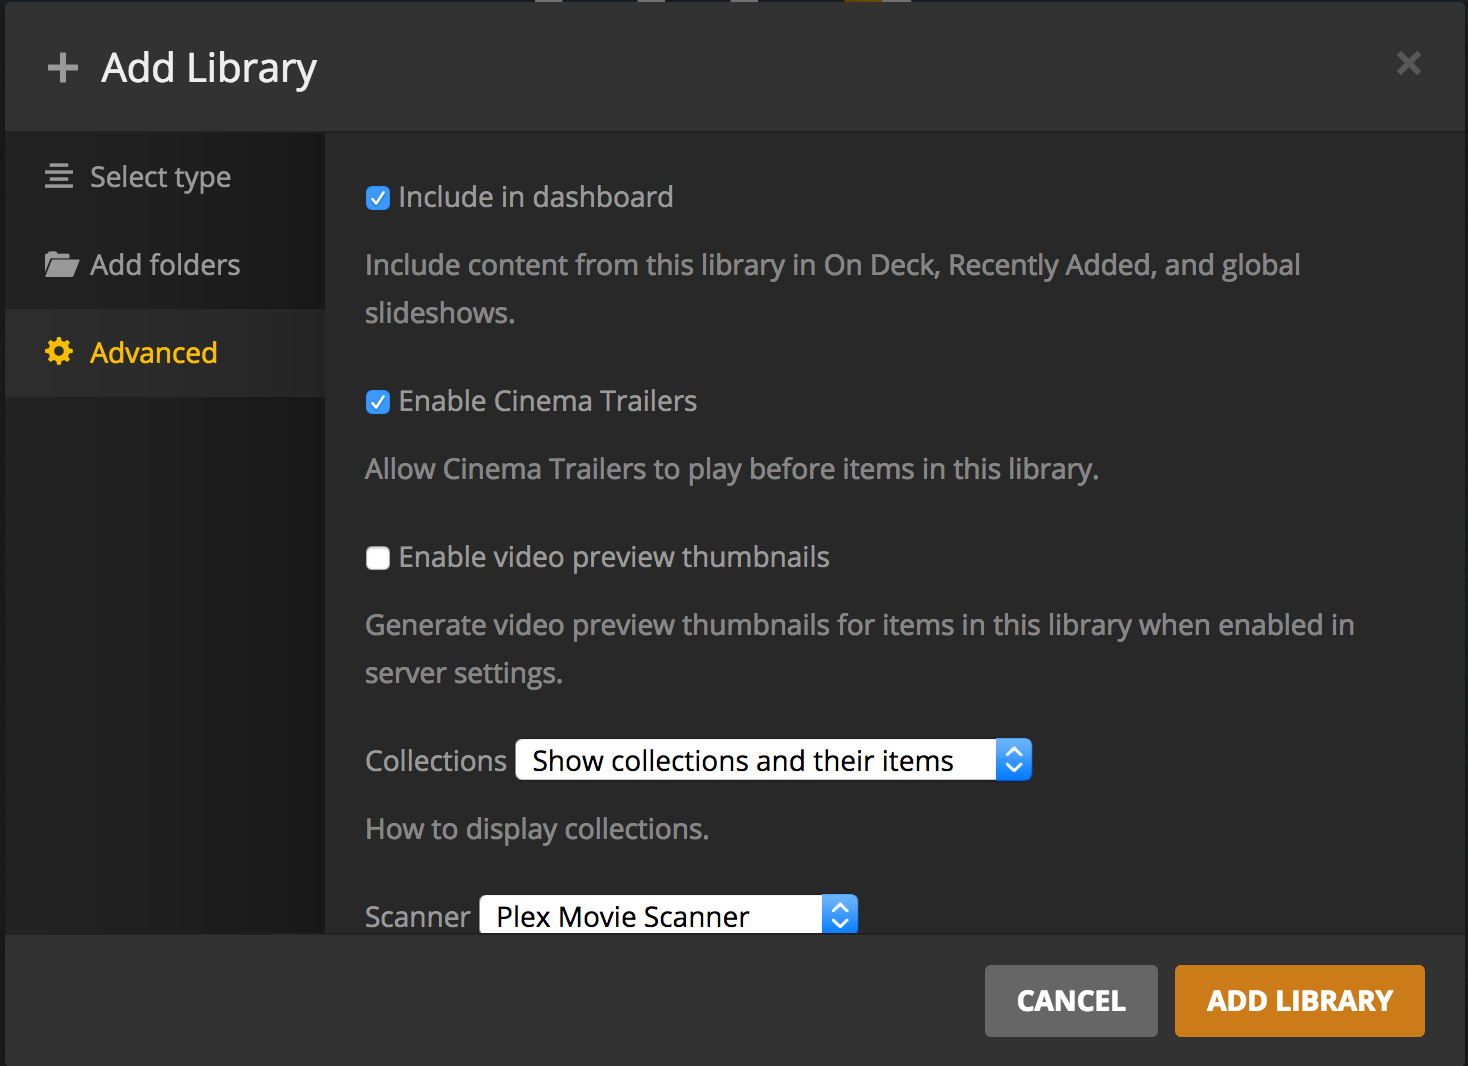 Add Library
Select type
Add folders
Advanced
Include in dashboard
Include content from this library in On Deck, Recently Added, and global
slideshows.
Enable Cinema Trailers
Allow Cinema Trailers to play before items in this library.
Enable video preview thumbnails
Generate video preview thumbnails for items in this library when enabled in
server settings.
Collections Show collections and their items
How to display collections.
Scanner Plex Movie Scanner
CANCEL ADD LIBRARY